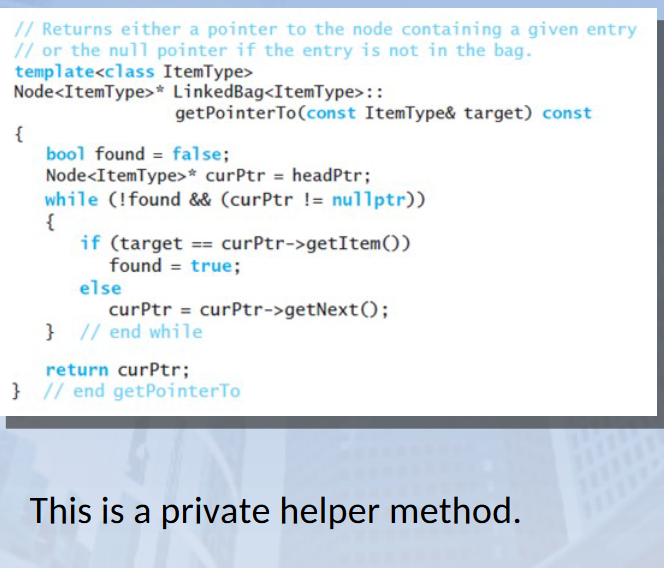 // Returns either a pointer to the node containing a given entry
// or the null pointer if the entry is not in the bag.
template<class ItemType>
Node<ItemType>* LinkedBag<ItemType>::
                getPointerTo(const ItemType& target) const
{
   bool found = false;
   Node<ItemType>* curPtr = headPtr;
   while (!found && (curPtr != nullptr))
   {
      if (target == curPtr->getItem())
         found = true;
      else
         curPtr = curPtr->getNext();
   }  // end while
   return curPtr;
}  // end getPointerTo
This is a private helper method.